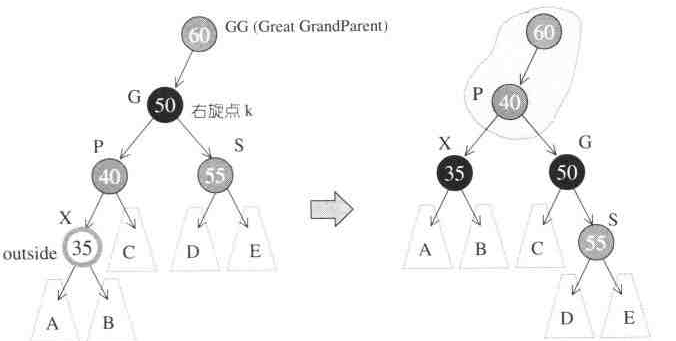 60 GG (Great GrandParent)
G 50 右旋点 k
P S
40 55
X
outside 35 C D E
A B
60
P 40
X G
35 50
S
A B C 55
D E